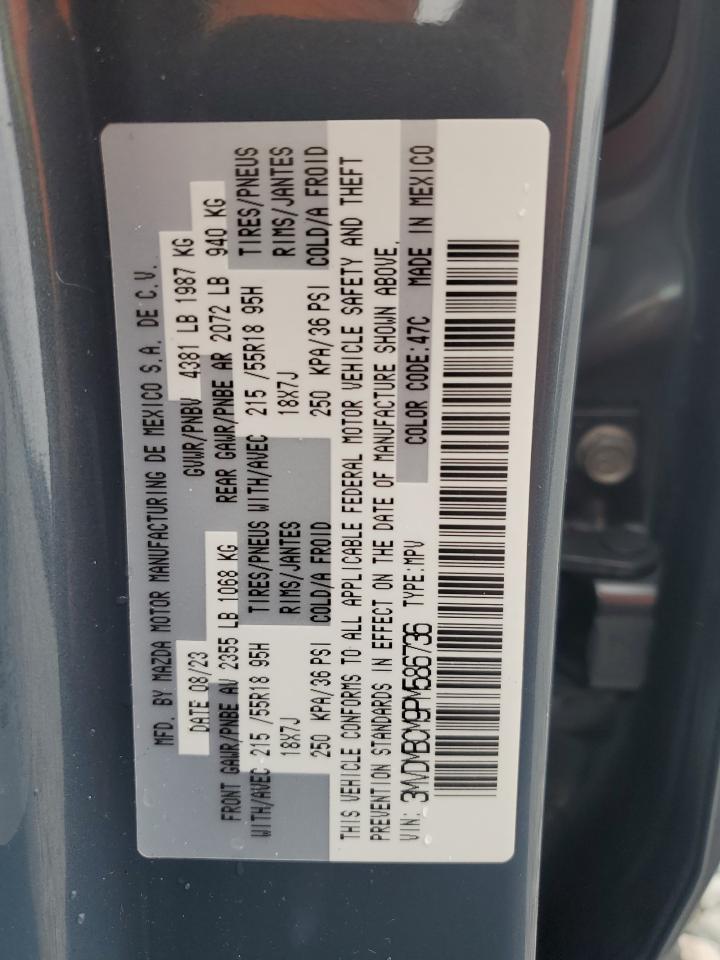 MFD. BY MAZDA MOTOR MANUFACTURING DE MEXICO S.A. DE C.V.
DATE 08/23 GVWR/PNBV 4381 LB 1987 KG
FRONT GAWR/PNBE AV 2355 LB 1068 KG REAR GAWR/PNBE AR 2072 LB 940 KG
WITH/AVEC 215 /55R18 95H TIRES/PNEUS WITH/AVEC 215 /55R18 95H TIRES/PNEUS
18X7J RIMS/JANTES 18X7J RIMS/JANTES
250 KPA/36 PSI COLD/A FROID 250 KPA/36 PSI COLD/A FROID
THIS VEHICLE CONFORMS TO ALL APPLICABLE FEDERAL MOTOR VEHICLE SAFETY AND THEFT
PREVENTION STANDARDS IN EFFECT ON THE DATE OF MANUFACTURE SHOWN ABOVE.
VIN: 3MVDMBCM9PM586736 TYPE:MPV COLOR CODE:47C MADE IN MEXICO